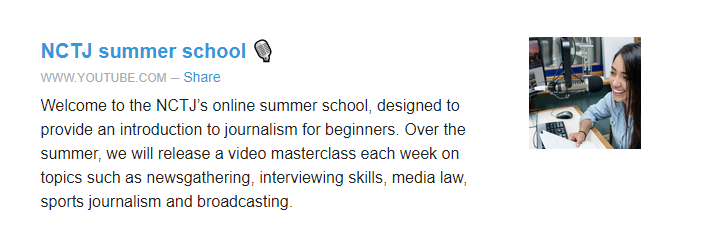 NCTJ summer school 🎙
WWW.YOUTUBE.COM – Share
Welcome to the NCTJ’s online summer school, designed to
provide an introduction to journalism for beginners. Over the
summer, we will release a video masterclass each week on
topics such as newsgathering, interviewing skills, media law,
sports journalism and broadcasting.